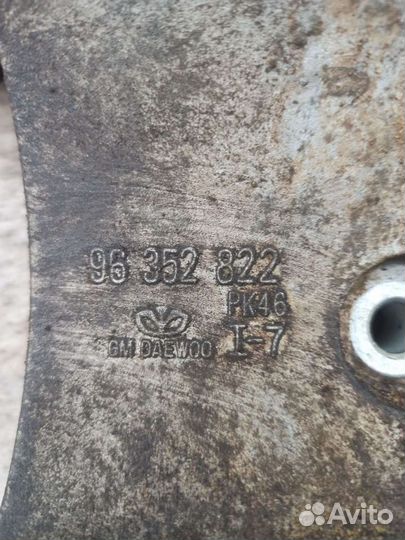 96 352 822
PK46
GM DAEWOO I-7
Avito